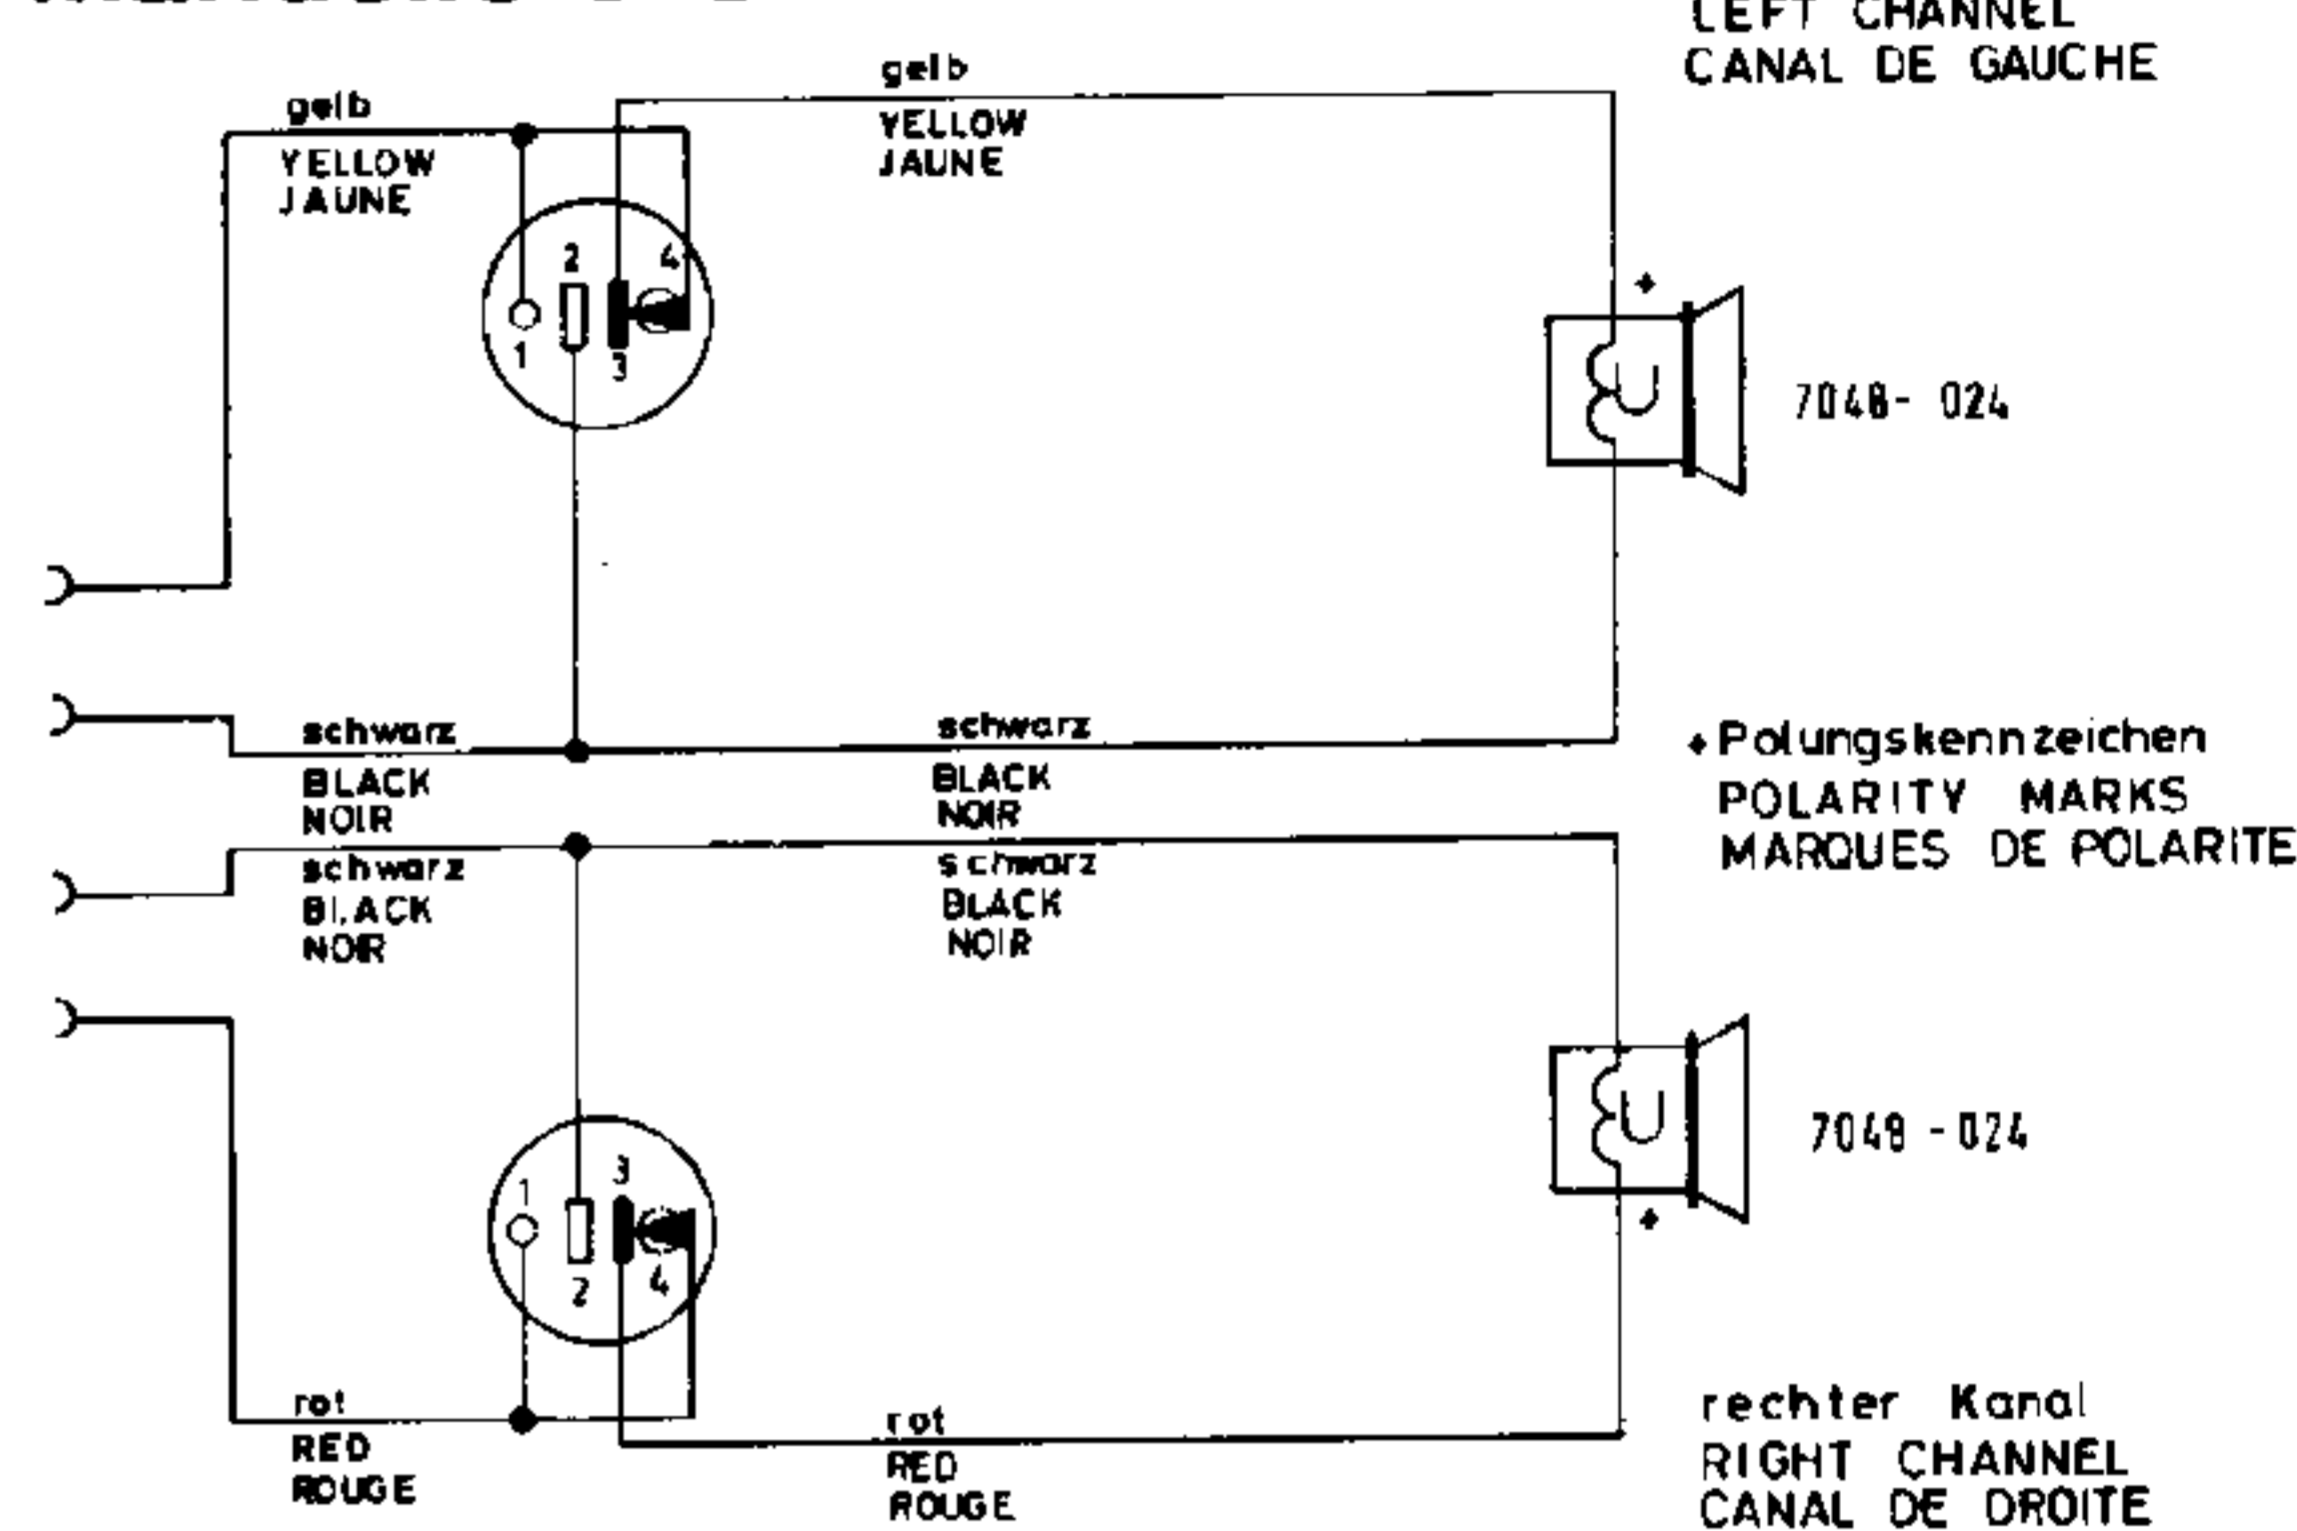 LEFT CHANNEL
CANAL DE GAUCHE
gelb
YELLOW
JAUNE
gelb
YELLOW
JAUNE
2
4
1
3
+
7048- 024
schwarz
BLACK
NOIR
schwarz
BLACK
NOIR
+ Polungskennzeichen
POLARITY MARKS
MARQUES DE POLARITE
schwarz
BLACK
NOIR
schwarz
BLACK
NOIR
1
3
2
4
7048 -024
+
rot
RED
ROUGE
rot
RED
ROUGE
rechter Kanal
RIGHT CHANNEL
CANAL DE DROITE